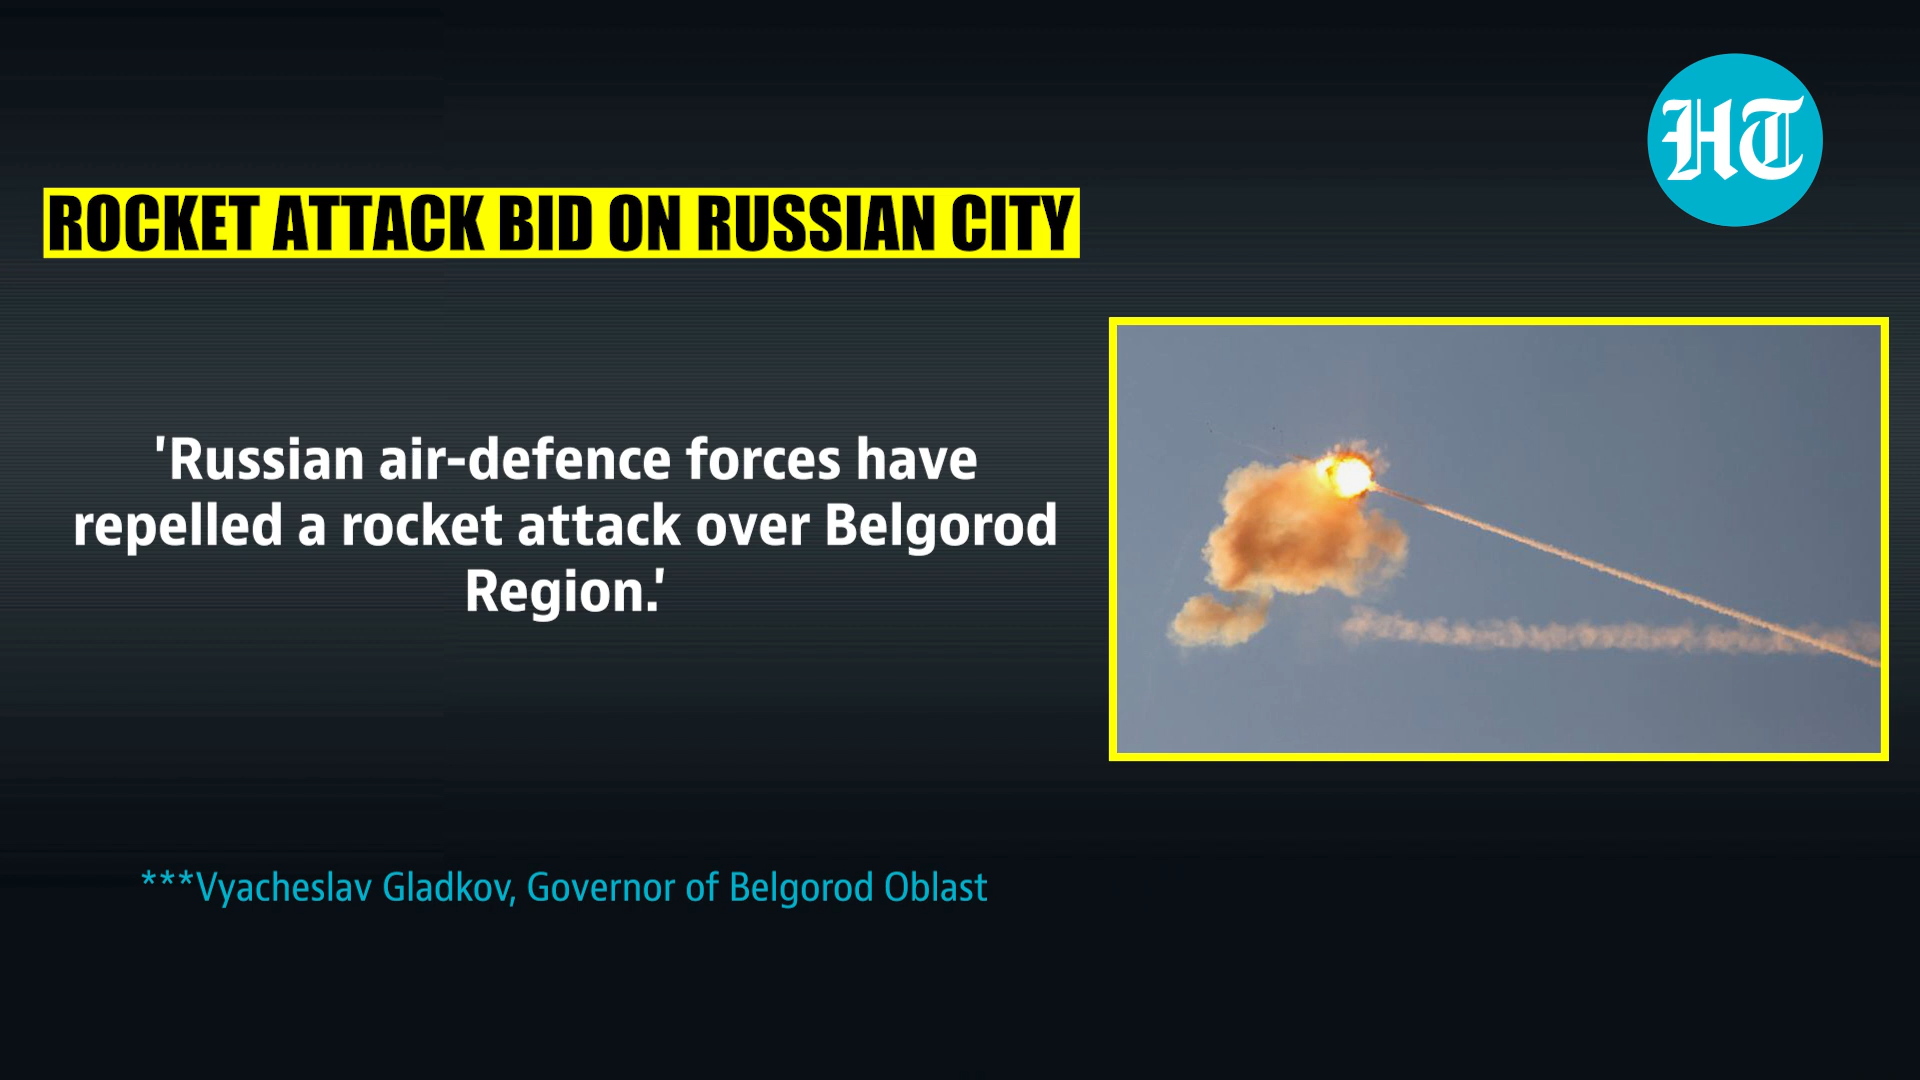 HT
ROCKET ATTACK BID ON RUSSIAN CITY
'Russian air-defence forces have
repelled a rocket attack over Belgorod
Region.'
***Vyacheslav Gladkov, Governor of Belgorod Oblast